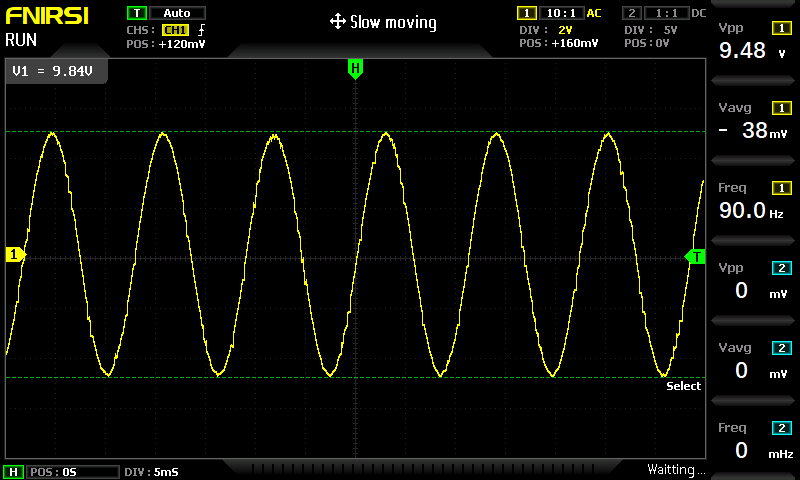 FNIRSI
RUN
T Auto
CHS: CH1
POS: +120mV
Slow moving
1 10:1 AC
DIV: 2V
POS: +160mV
2 1:1 DC
DIV: 5V
POS: 0V
V1 = 9.84V
H
1
T
Select
Vpp 1
9.48 V
Vavg 1
- 38 mV
Freq 1
90.0 Hz
Vpp 2
0 mV
Vavg 2
0 mV
Freq 2
0 mHz
H POS: 0S
DIV: 5mS
Waitting...